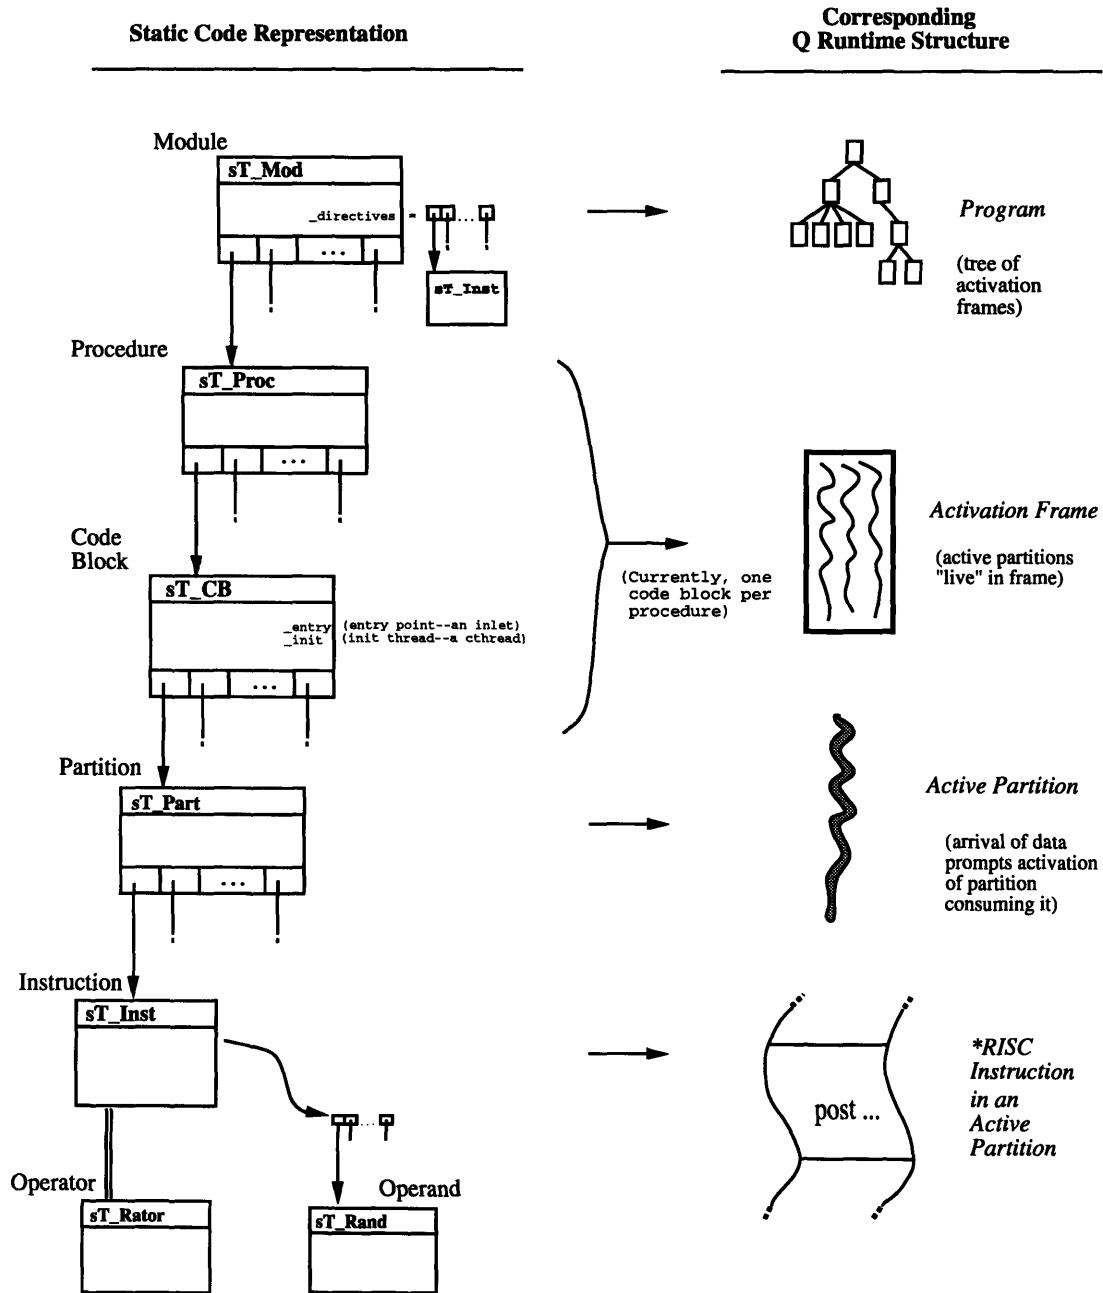 Static Code Representation
Corresponding
Q Runtime Structure
Module
sT_Mod
_directives =
...
...
sT_Inst
Program
(tree of
activation
frames)
Procedure
sT_Proc
...
Code
Block
sT_CB
_entry (entry point--an inlet)
_init (init thread--a cthread)
...
(Currently, one
code block per
procedure)
Activation Frame
(active partitions
"live" in frame)
Partition
sT_Part
...
Active Partition
(arrival of data
prompts activation
of partition
consuming it)
Instruction
sT_Inst
...
post ...
*RISC
Instruction
in an
Active
Partition
Operator
sT_Rator
Operand
sT_Rand